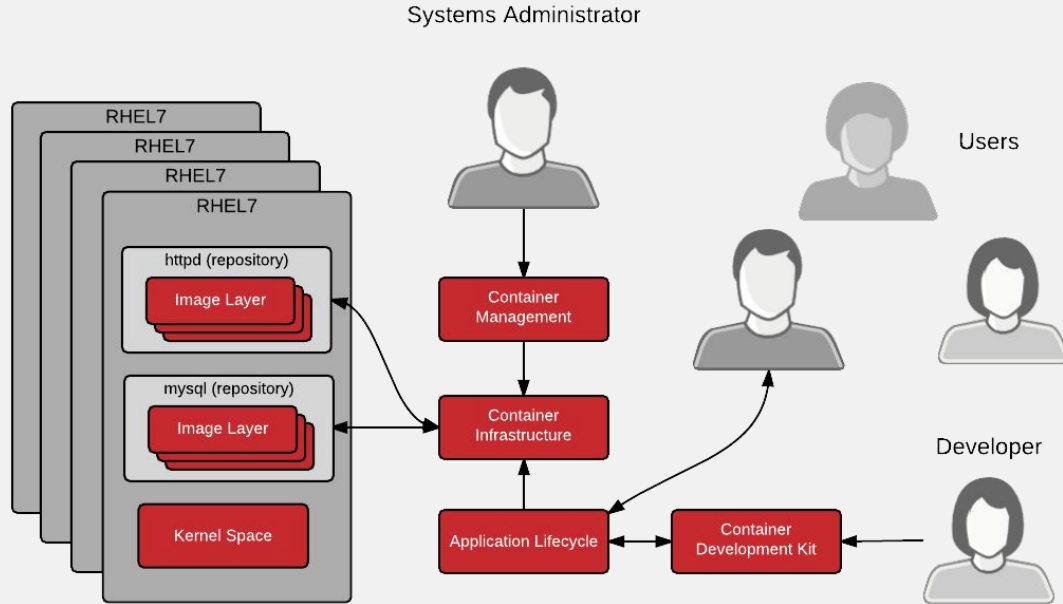 Systems Administrator
RHEL7
RHEL7
RHEL7
RHEL7
httpd (repository)
Image Layer
mysql (repository)
Image Layer
Kernel Space
Container
Management
Container
Infrastructure
Application Lifecycle
Container
Development Kit
Users
Developer